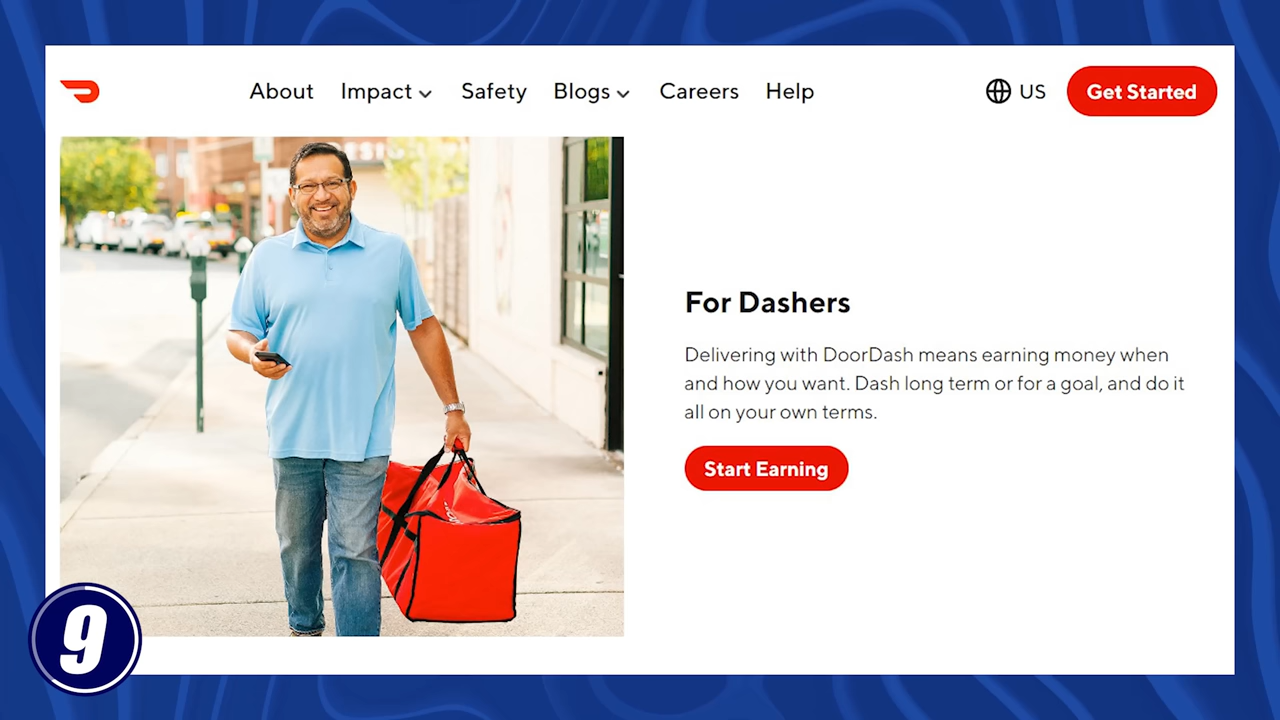 About Impact Safety Blogs Careers Help US Get Started
For Dashers
Delivering with DoorDash means earning money when
and how you want. Dash long term or for a goal, and do it
all on your own terms.
Start Earning
9